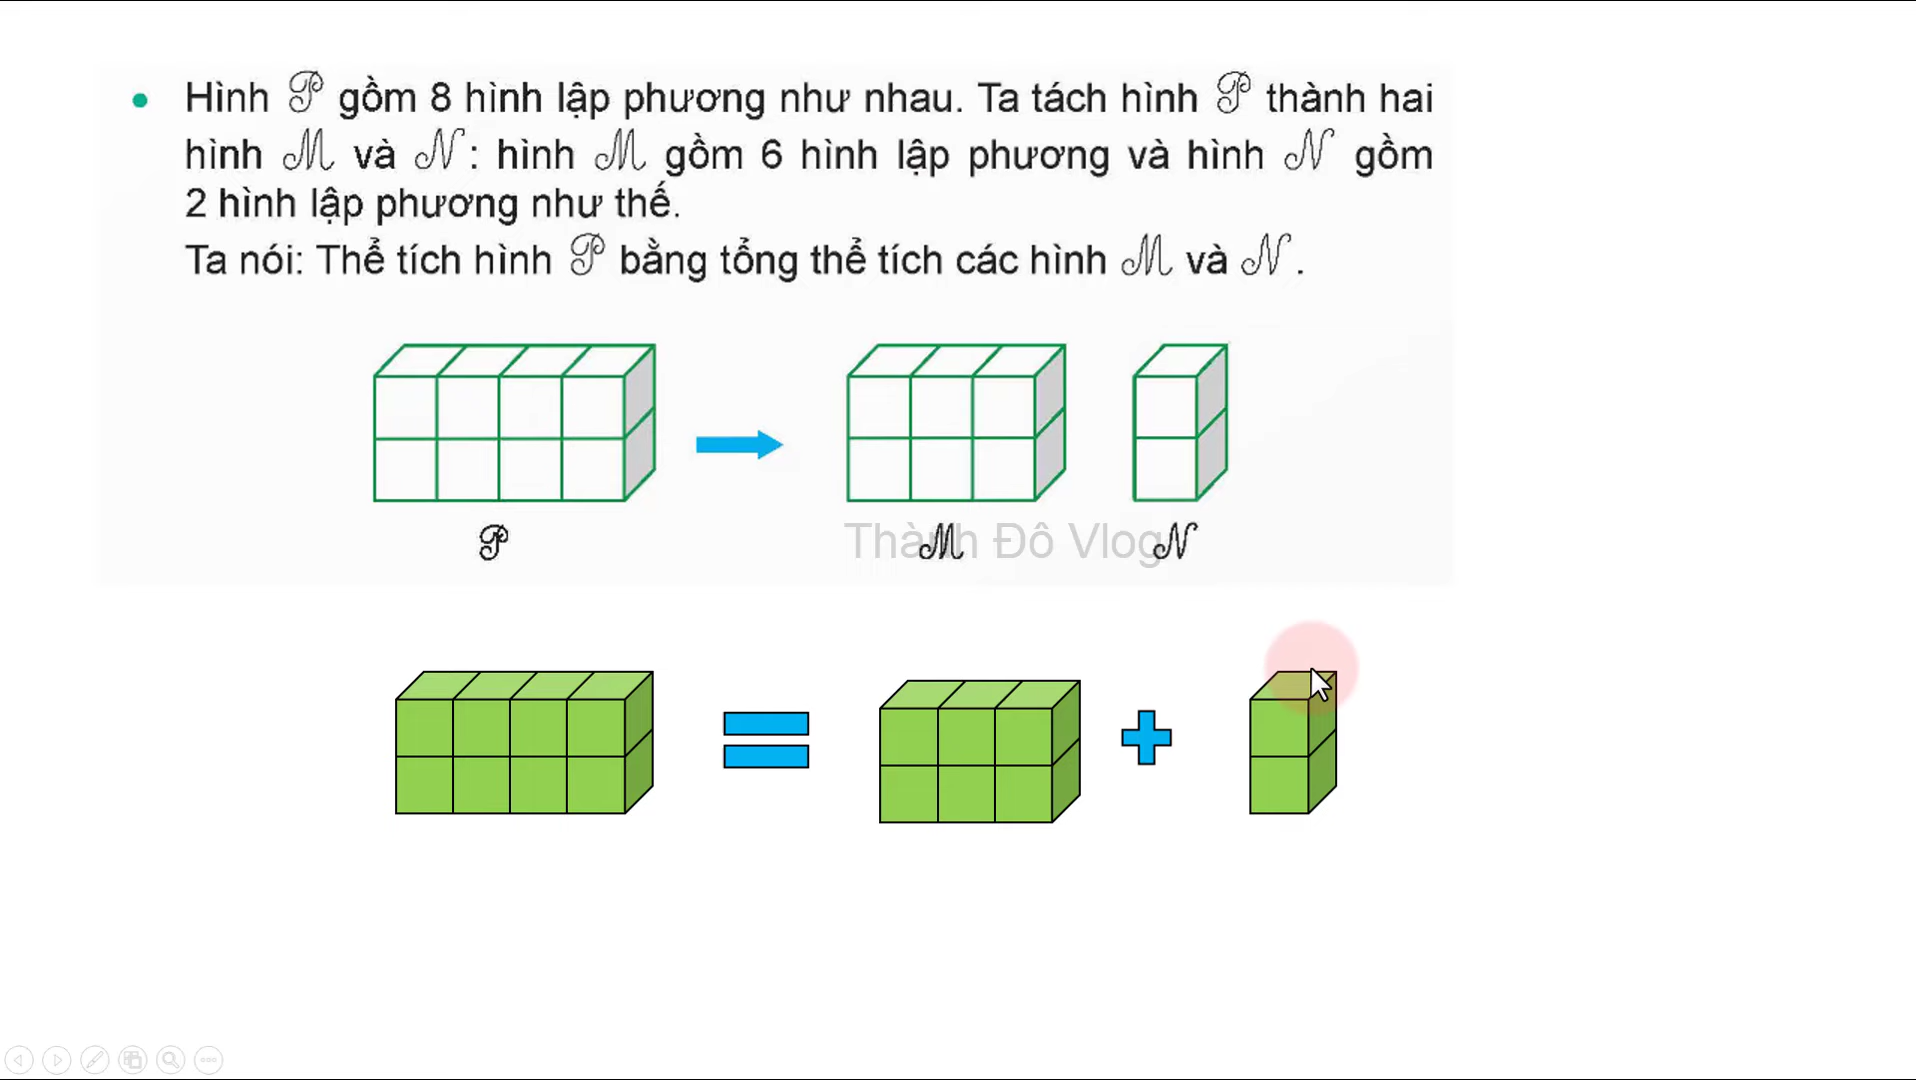 • Hình 𝒫 gồm 8 hình lập phương như nhau. Ta tách hình 𝒫 thành hai
hình ℳ và 𝒩 : hình ℳ gồm 6 hình lập phương và hình 𝒩 gồm
2 hình lập phương như thế.
Ta nói: Thể tích hình 𝒫 bằng tổng thể tích các hình ℳ và 𝒩 .
𝒫 ℳ 𝒩
Thành Đô Vlog